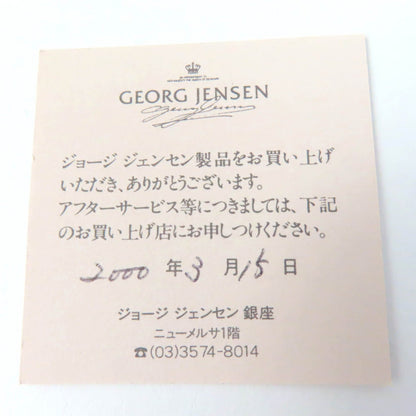 GEORG JENSEN
ジョージ ジェンセン製品をお買い上げ
いただき、ありがとうございます。
アフターサービス等につきましては、下記
のお買い上げ店にお申しつけください。
2000 年 3 月 15 日
ジョージ ジェンセン 銀座
ニューメルサ1階
☎(03)3574-8014